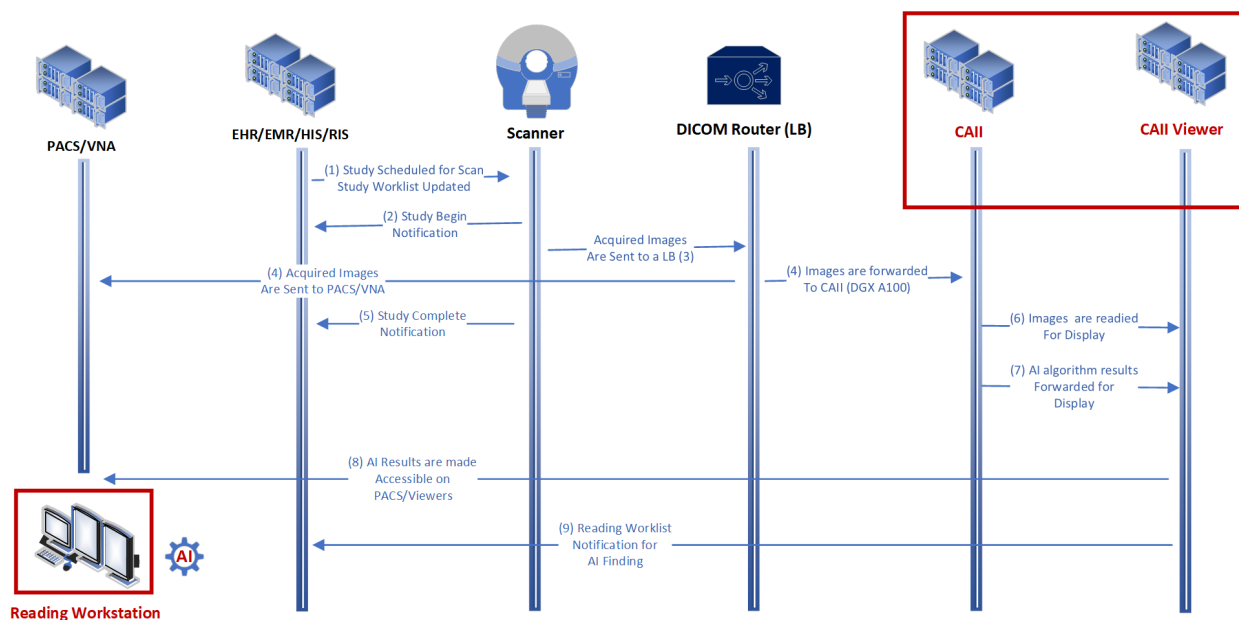 PACS/VNA
EHR/EMR/HIS/RIS
Scanner
DICOM Router (LB)
CAII
CAII Viewer
(1) Study Scheduled for Scan
Study Worklist Updated
(2) Study Begin
Notification
Acquired Images
Are Sent to a LB (3)
(4) Acquired Images
Are Sent to PACS/VNA
(4) Images are forwarded
To CAII (DGX A100)
(5) Study Complete
Notification
(6) Images are readied
For Display
(7) AI algorithm results
Forwarded for
Display
(8) AI Results are made
Accessible on
PACS/Viewers
(9) Reading Worklist
Notification for
AI Finding
AI
Reading Workstation